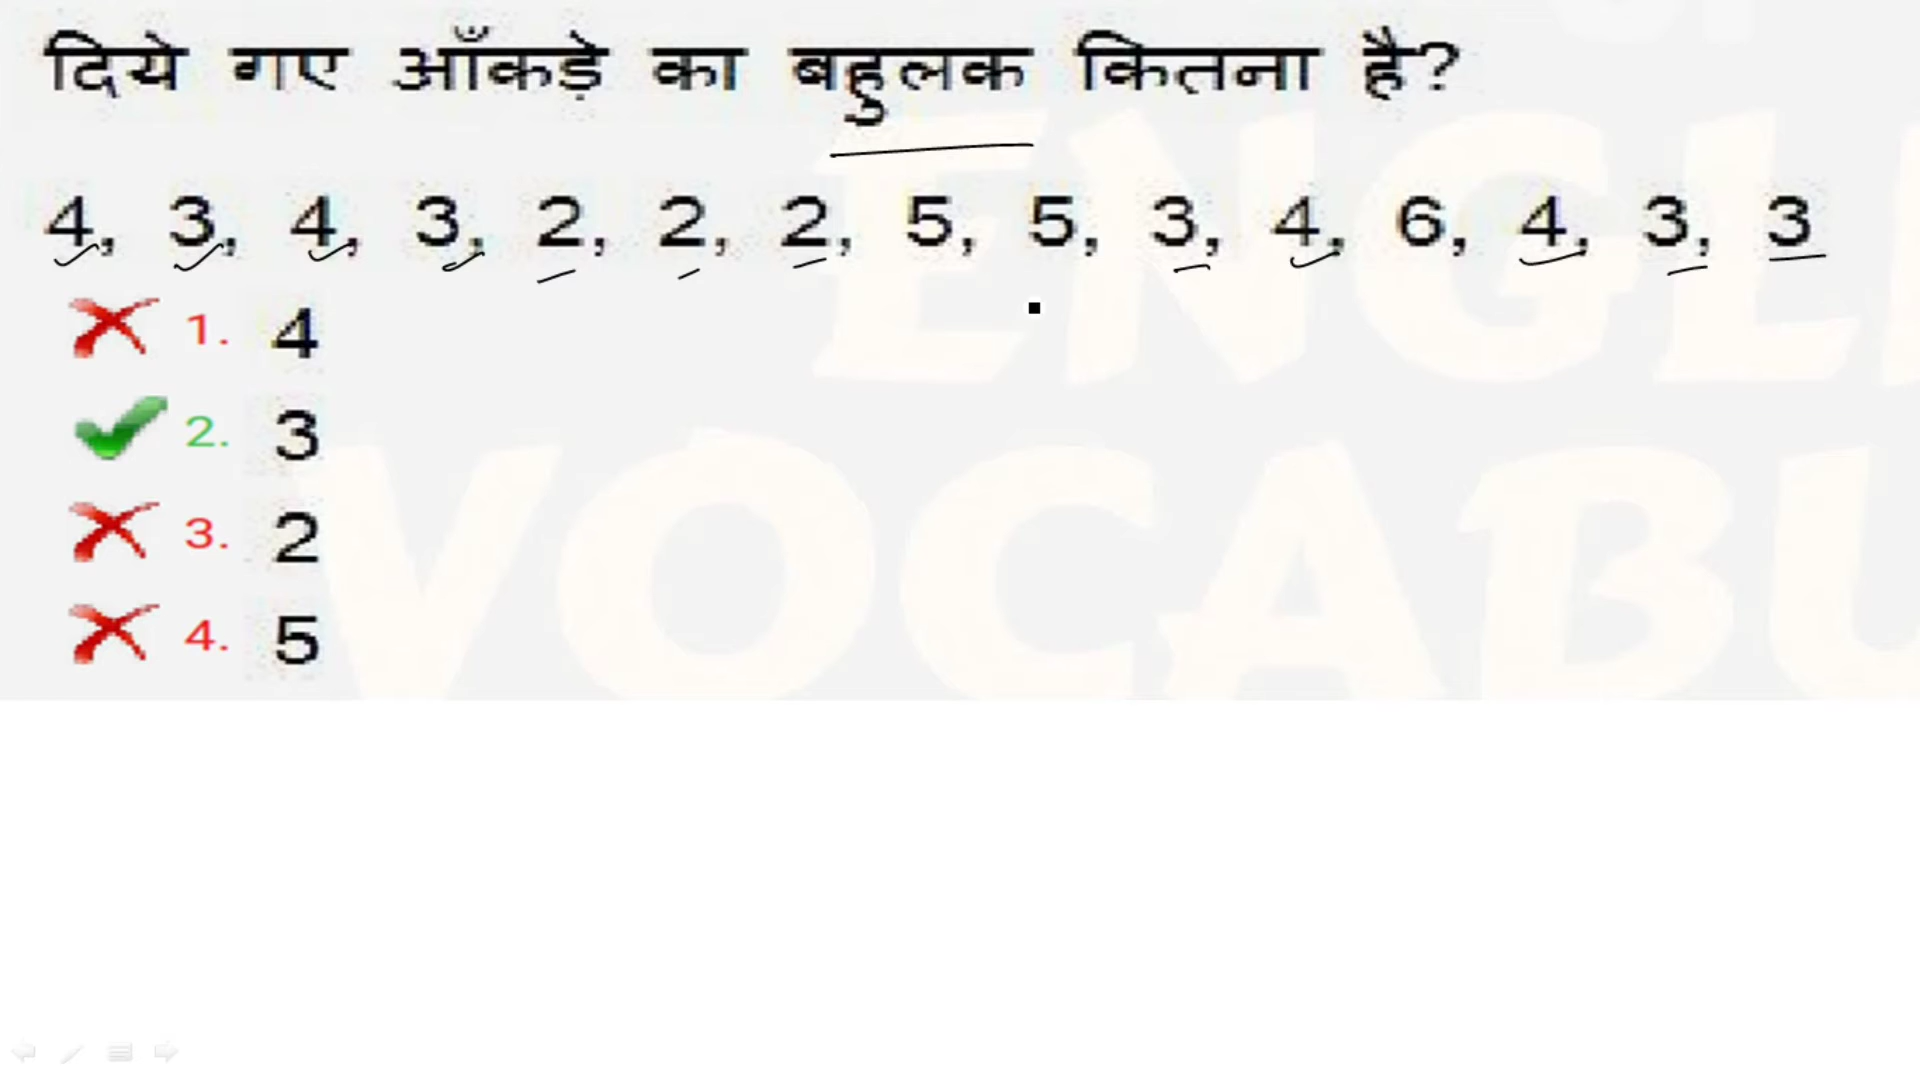 दिये गए आँकड़े का बहुलक कितना है?
4, 3, 4, 3, 2, 2, 2, 5, 5, 3, 4, 6, 4, 3, 3
1. 4
2. 3
3. 2
4. 5